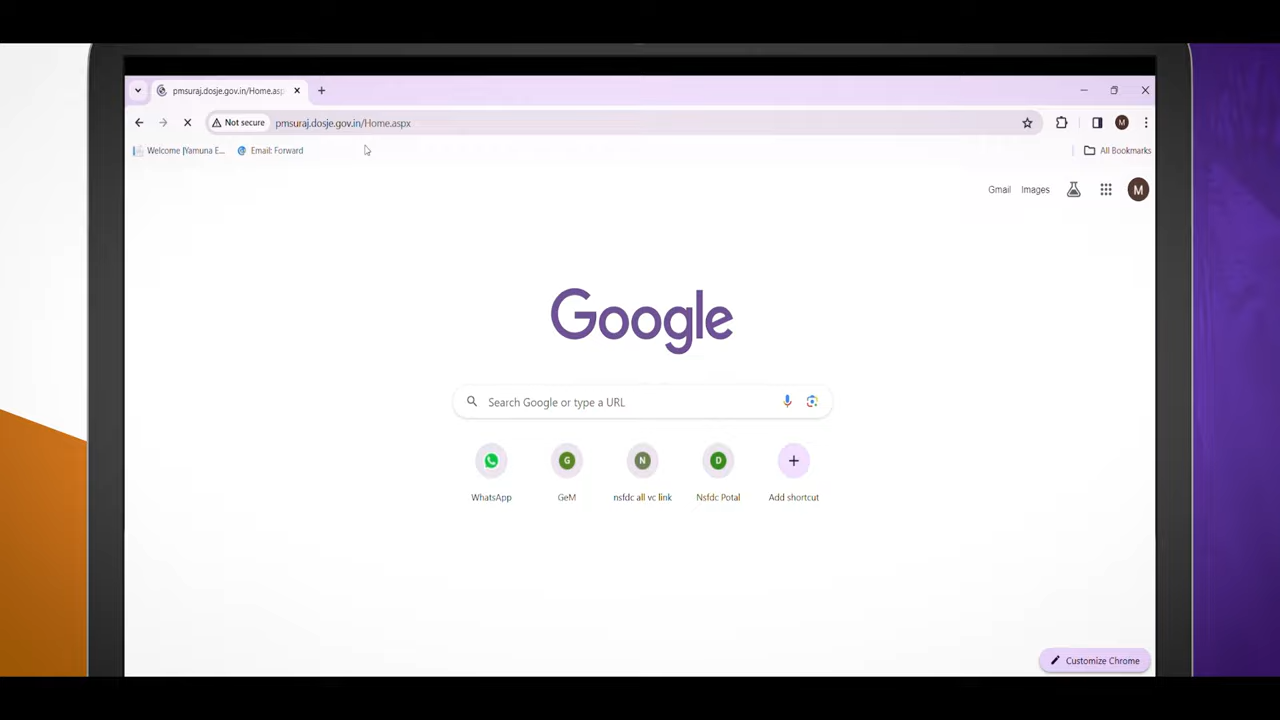 pmsuraj.dosje.gov.in/Home.asp
Not secure
pmsuraj.dosje.gov.in/Home.aspx
M
Welcome |Yamuna E...
Email: Forward
All Bookmarks
Gmail
Images
M
Google
Search Google or type a URL
G
N
D
WhatsApp
GeM
nsfdc all vc link
Nsfdc Potal
Add shortcut
Customize Chrome